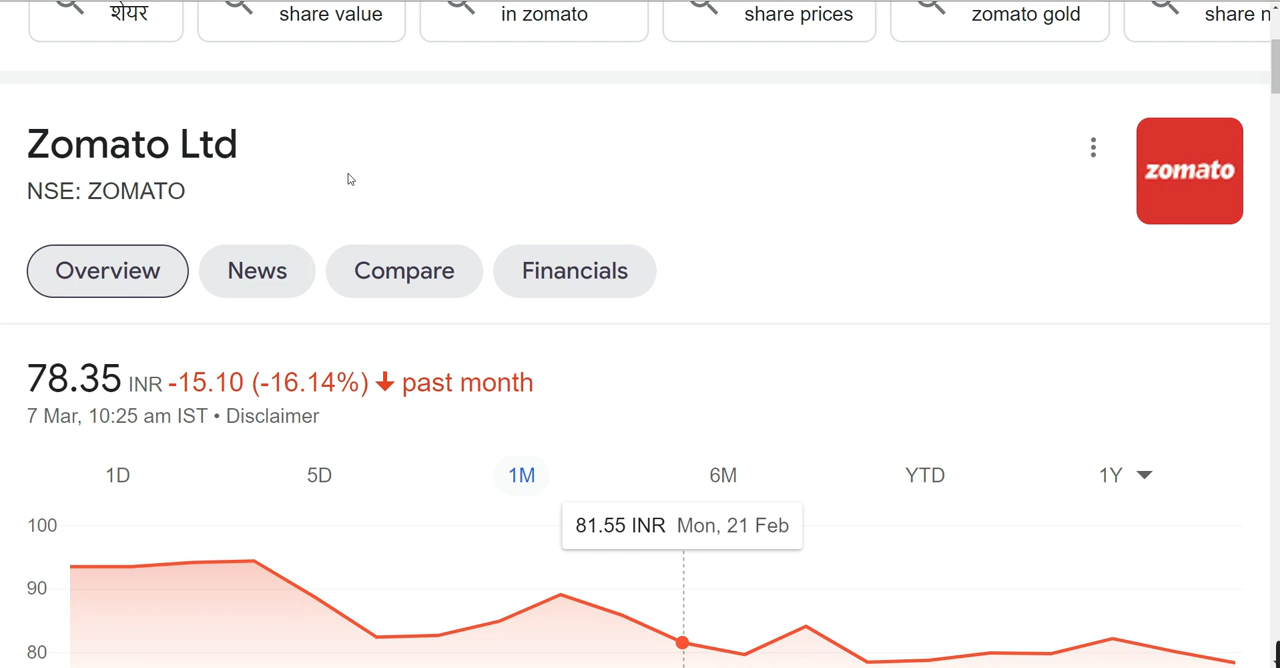 शेयर share value in zomato share prices zomato gold share n
Zomato Ltd
zomato
NSE: ZOMATO
Overview News Compare Financials
78.35 INR -15.10 (-16.14%) past month
7 Mar, 10:25 am IST • Disclaimer
1D 5D 1M 6M YTD 1Y
81.55 INR Mon, 21 Feb
100
90
80